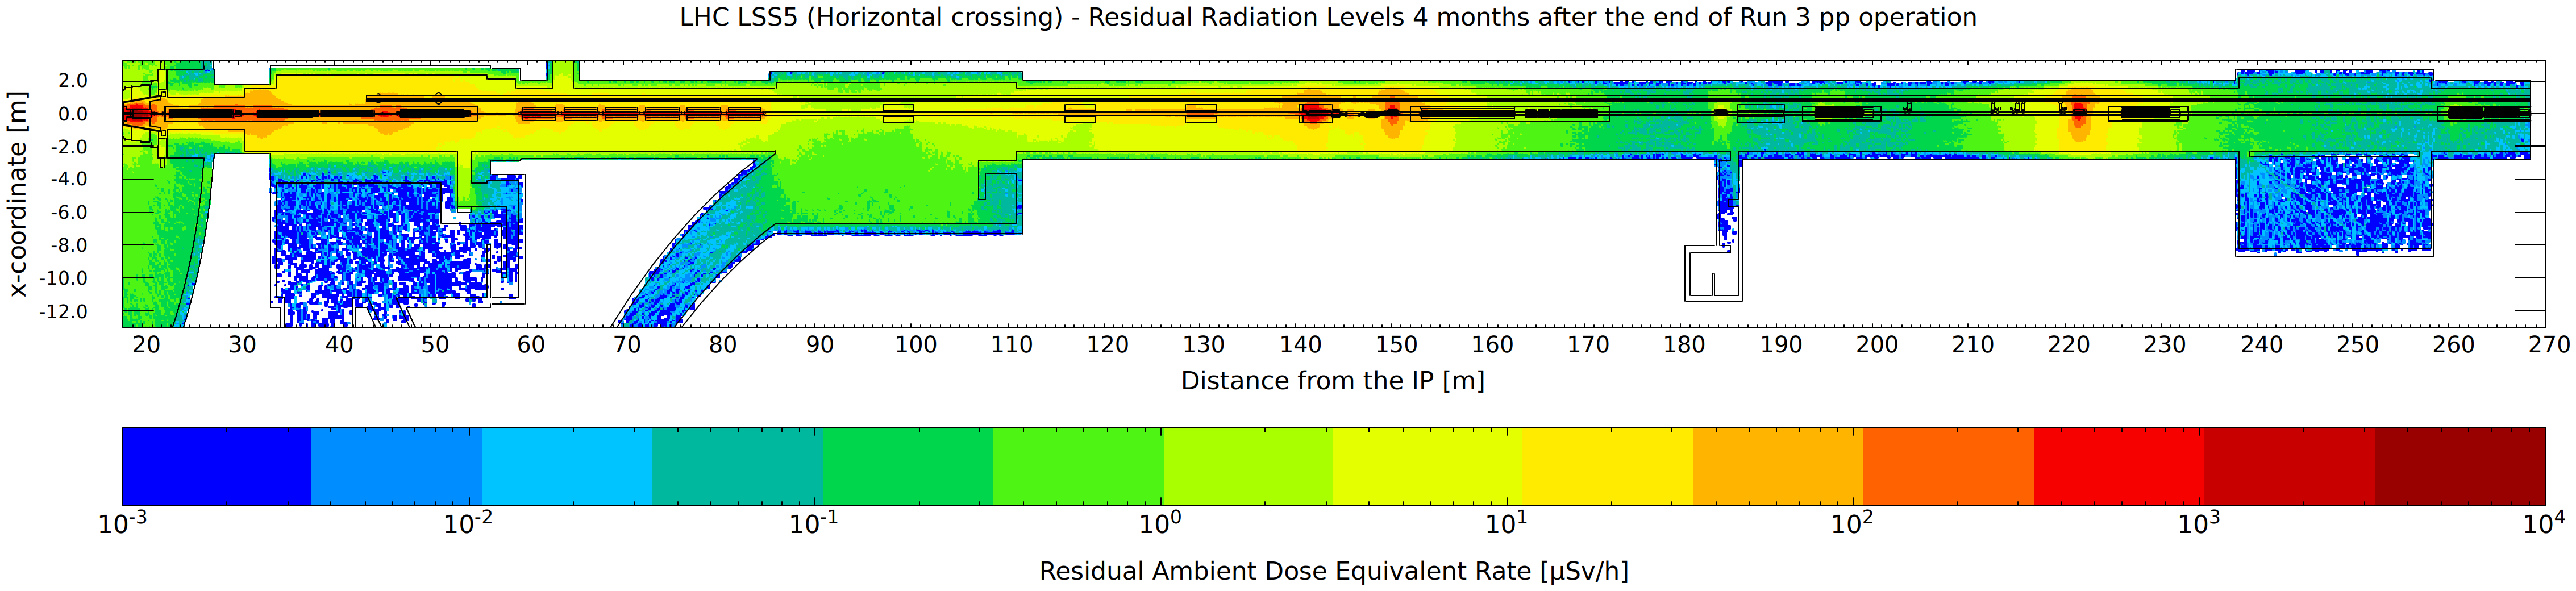 LHC LSS5 (Horizontal crossing) - Residual Radiation Levels 4 months after the end of Run 3 pp operation
x-coordinate [m]
2.0
0.0
-2.0
-4.0
-6.0
-8.0
-10.0
-12.0
20 30 40 50 60 70 80 90 100 110 120 130 140 150 160 170 180 190 200 210 220 230 240 250 260 270
Distance from the IP [m]
10^-3 10^-2 10^-1 10^0 10^1 10^2 10^3 10^4
Residual Ambient Dose Equivalent Rate [µSv/h]